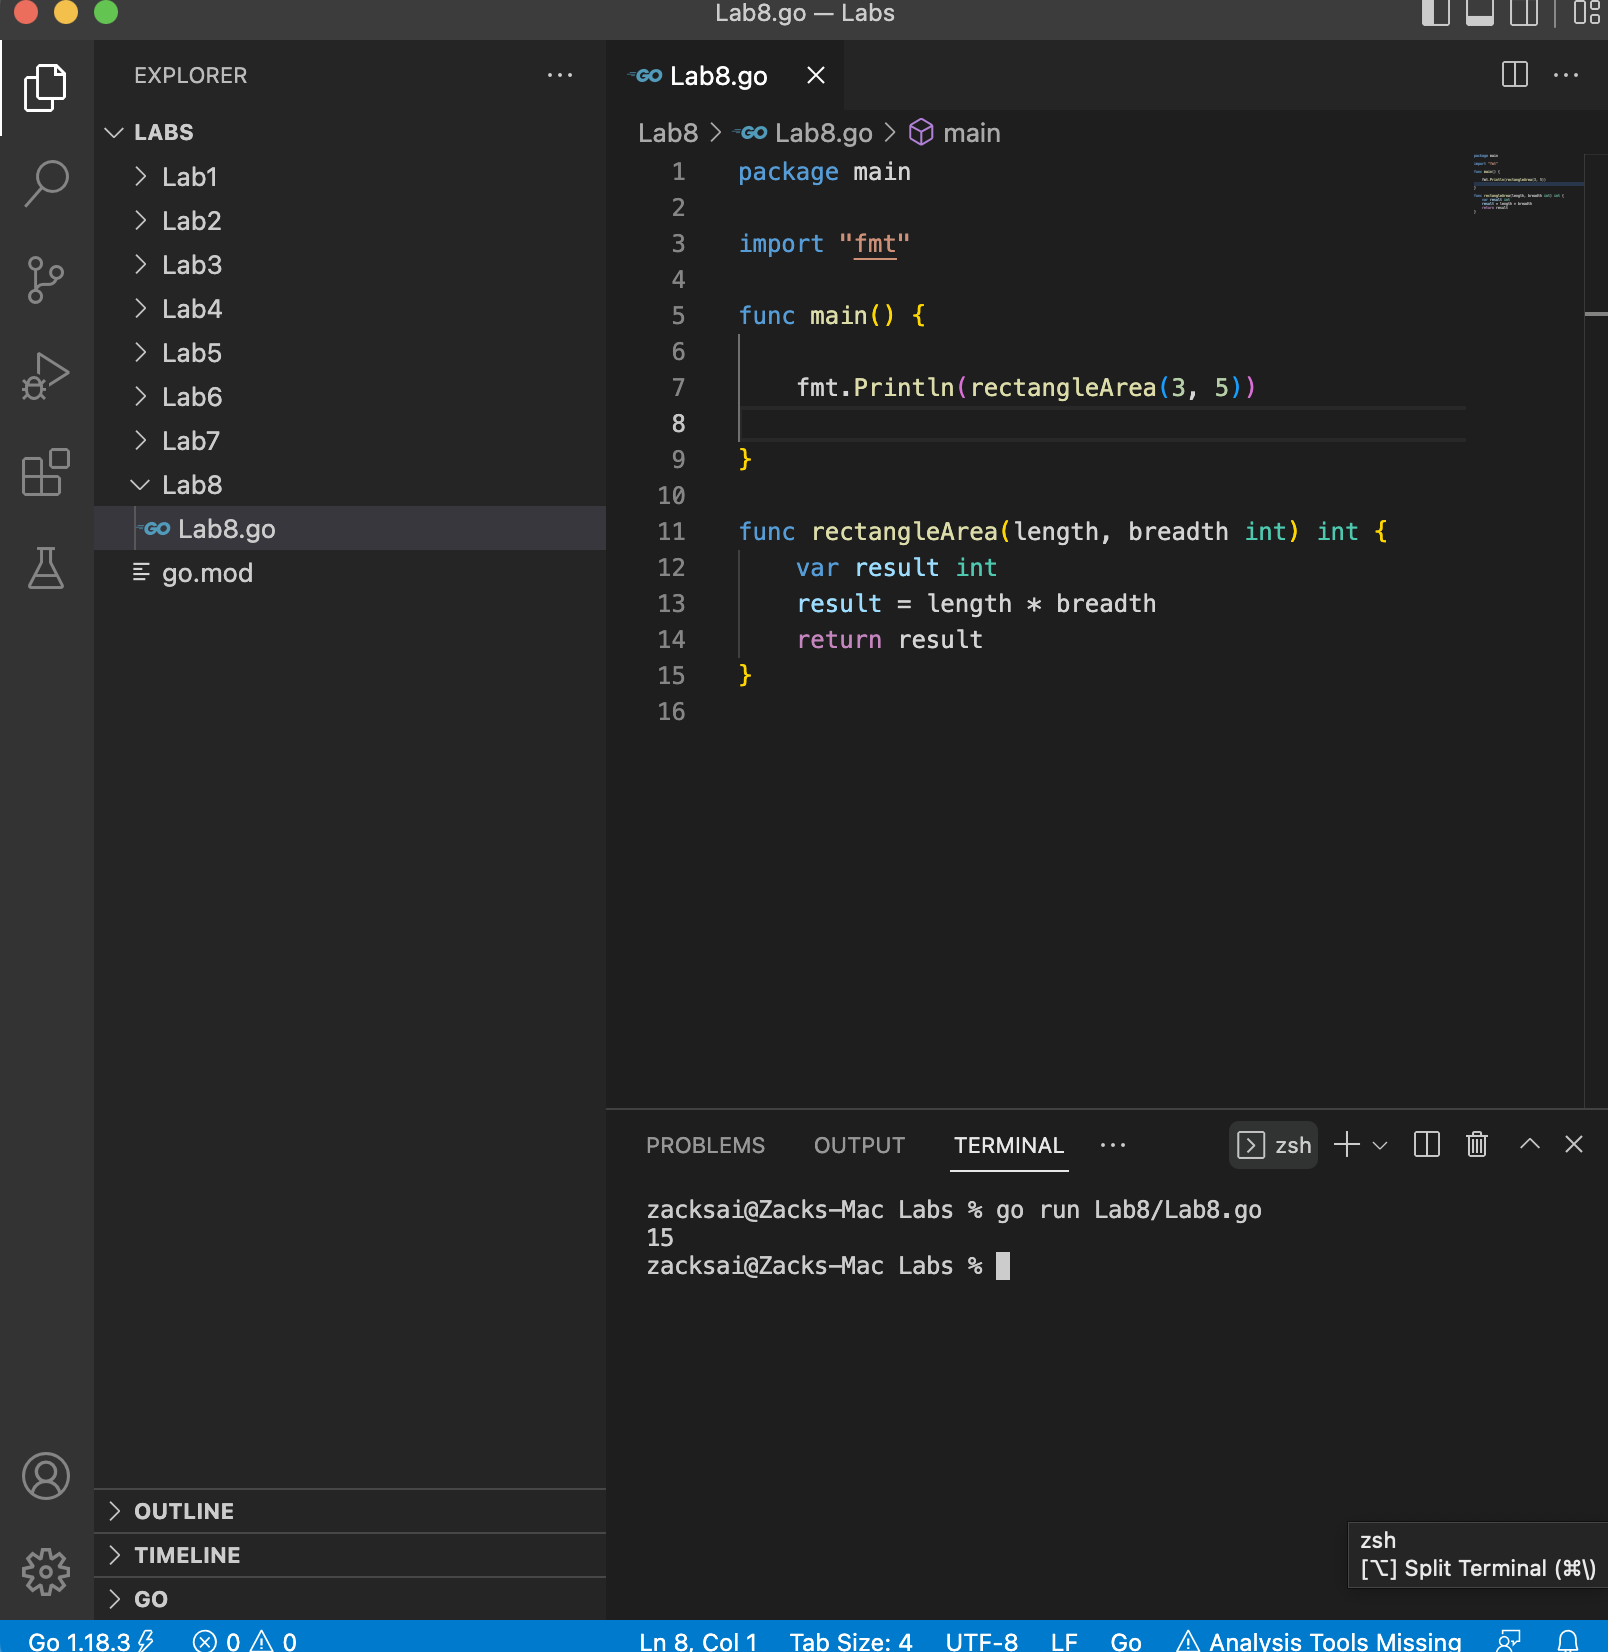 Lab8.go — Labs
EXPLORER
LABS
Lab1
Lab2
Lab3
Lab4
Lab5
Lab6
Lab7
Lab8
GO Lab8.go
go.mod
OUTLINE
TIMELINE
GO
GO Lab8.go
Lab8 > GO Lab8.go > main
1 package main
2
3 import "fmt"
4
5 func main() {
6
7 fmt.Println(rectangleArea(3, 5))
8
9 }
10
11 func rectangleArea(length, breadth int) int {
12 var result int
13 result = length * breadth
14 return result
15 }
16
PROBLEMS OUTPUT TERMINAL zsh
zacksai@Zacks-Mac Labs % go run Lab8/Lab8.go
15
zacksai@Zacks-Mac Labs %
zsh
[⌥] Split Terminal (⌘\)
Go 1.18.3 0 0 Ln 8, Col 1 Tab Size: 4 UTF-8 LF Go Analysis Tools Missing